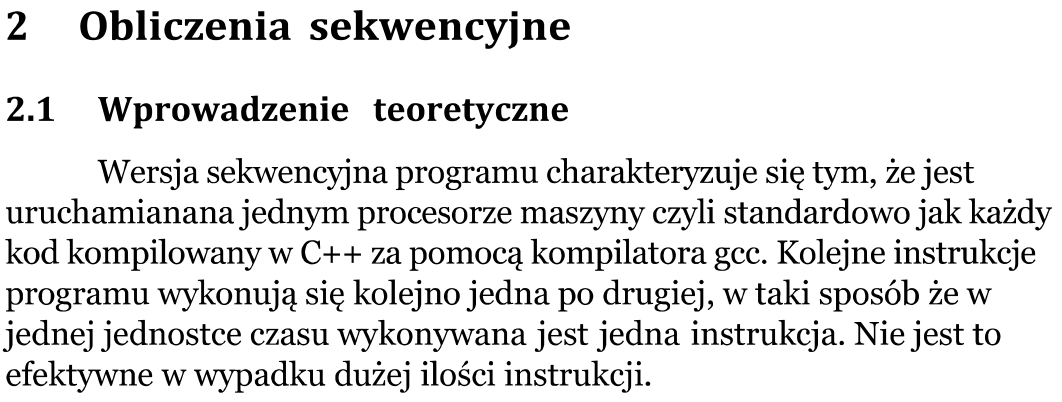 2 Obliczenia sekwencyjne
2.1 Wprowadzenie teoretyczne
Wersja sekwencyjna programu charakteryzuje się tym, że jest
uruchamianana jednym procesorze maszyny czyli standardowo jak każdy
kod kompilowany w C++ za pomocą kompilatora gcc. Kolejne instrukcje
programu wykonują się kolejno jedna po drugiej, w taki sposób że w
jednej jednostce czasu wykonywana jest jedna instrukcja. Nie jest to
efektywne w wypadku dużej ilości instrukcji.